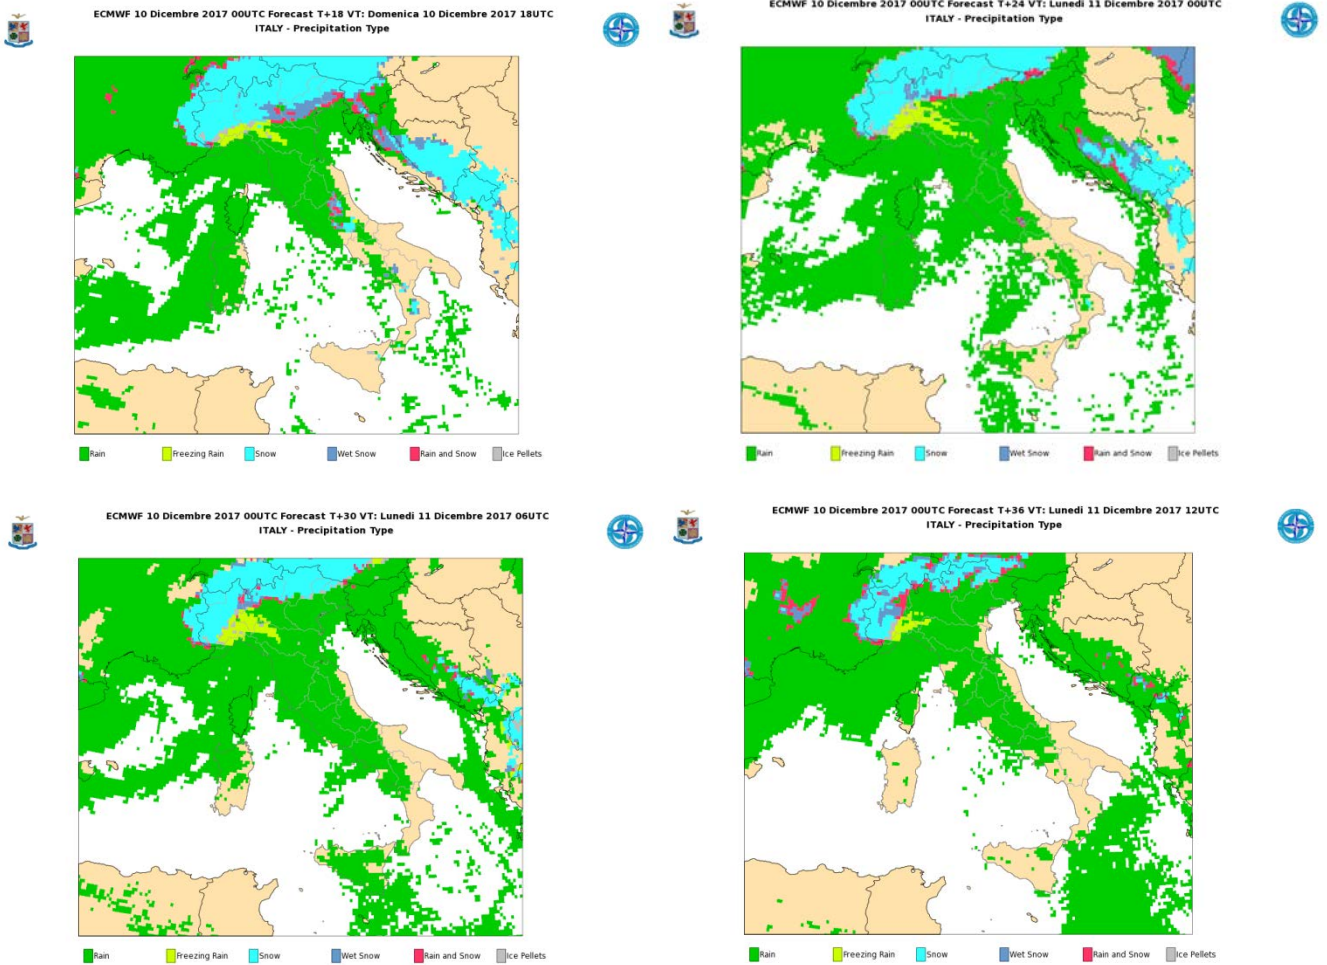 ECMWF 10 Dicembre 2017 00UTC Forecast T+18 VT: Domenica 10 Dicembre 2017 18UTC
ITALY - Precipitation Type
Rain Freezing Rain Snow Wet Snow Rain and Snow Ice Pellets
ECMWF 10 Dicembre 2017 00UTC Forecast T+24 VT: Lunedi 11 Dicembre 2017 00UTC
ITALY - Precipitation Type
Rain Freezing Rain Snow Wet Snow Rain and Snow Ice Pellets
ECMWF 10 Dicembre 2017 00UTC Forecast T+30 VT: Lunedi 11 Dicembre 2017 06UTC
ITALY - Precipitation Type
Rain Freezing Rain Snow Wet Snow Rain and Snow Ice Pellets
ECMWF 10 Dicembre 2017 00UTC Forecast T+36 VT: Lunedi 11 Dicembre 2017 12UTC
ITALY - Precipitation Type
Rain Freezing Rain Snow Wet Snow Rain and Snow Ice Pellets